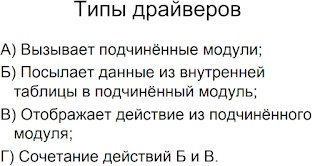 Типы драйверов
А) Вызывает подчинённые модули;
Б) Посылает данные из внутренней
таблицы в подчинённый модуль;
В) Отображает действие из подчинённого
модуля;
Г) Сочетание действий Б и В.